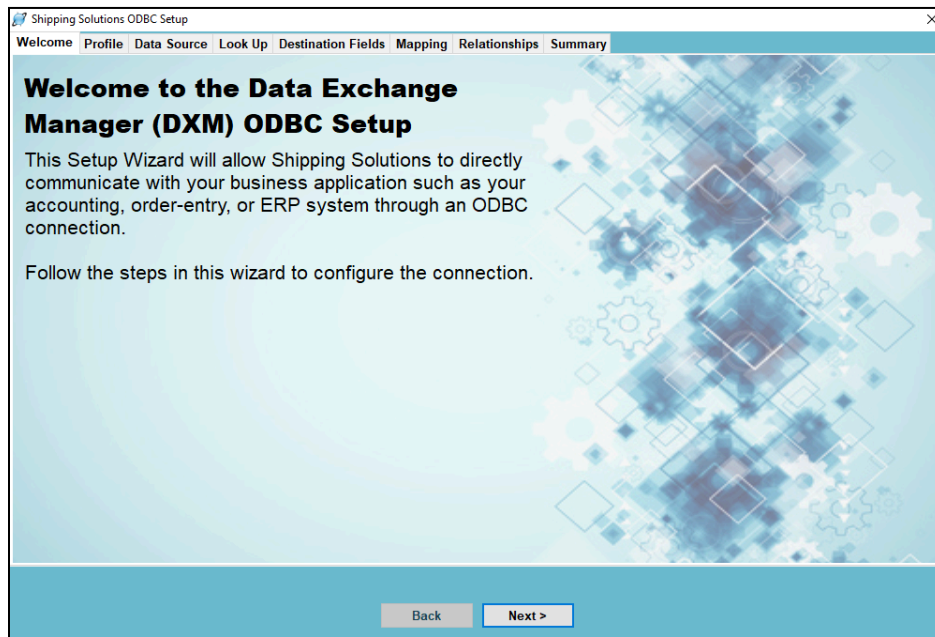 Shipping Solutions ODBC Setup
Welcome Profile Data Source Look Up Destination Fields Mapping Relationships Summary
Welcome to the Data Exchange
Manager (DXM) ODBC Setup
This Setup Wizard will allow Shipping Solutions to directly
communicate with your business application such as your
accounting, order-entry, or ERP system through an ODBC
connection.
Follow the steps in this wizard to configure the connection.
Back Next >